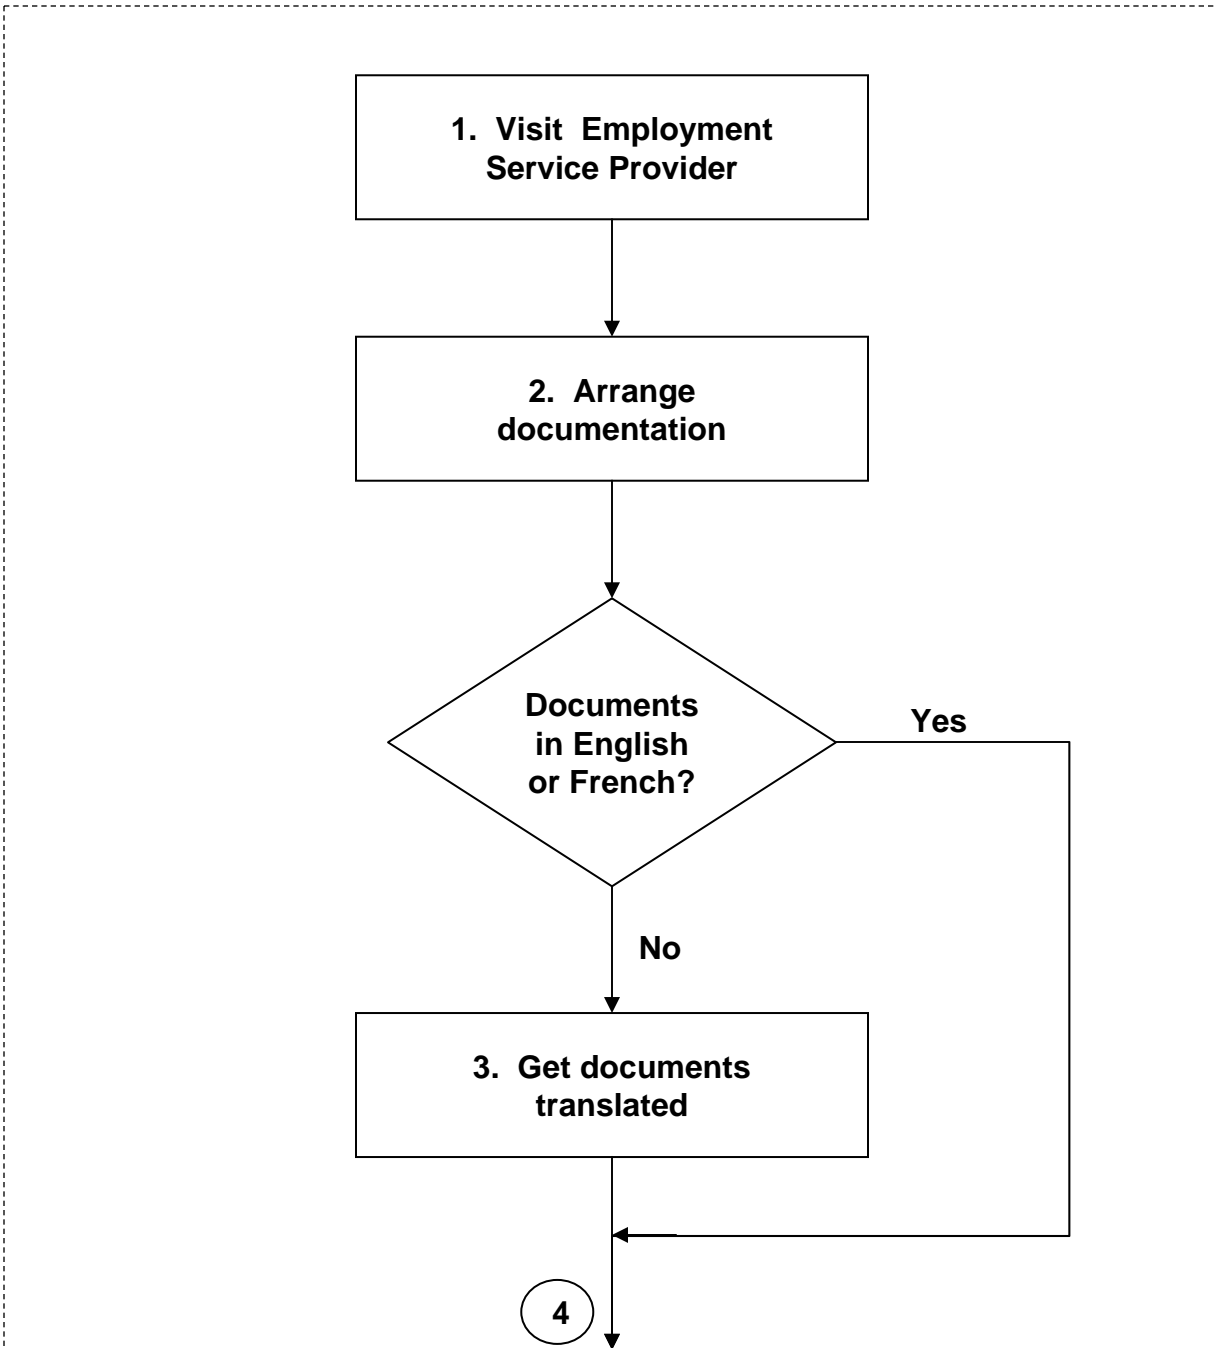 1. Visit Employment
Service Provider
2. Arrange
documentation
Documents
in English
or French?
Yes
No
3. Get documents
translated
4